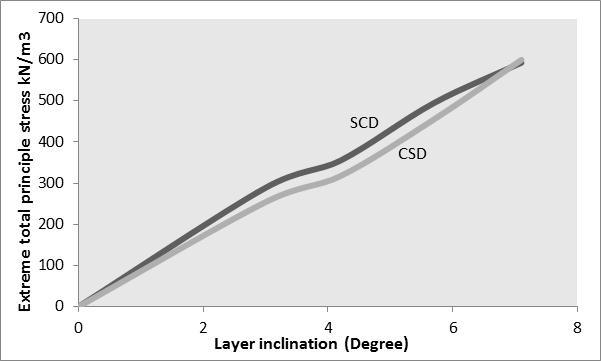 700
600
500
400
300
200
100
0
Extreme total principle stress kN/m3
SCD
CSD
0 2 4 6 8
Layer inclination (Degree)